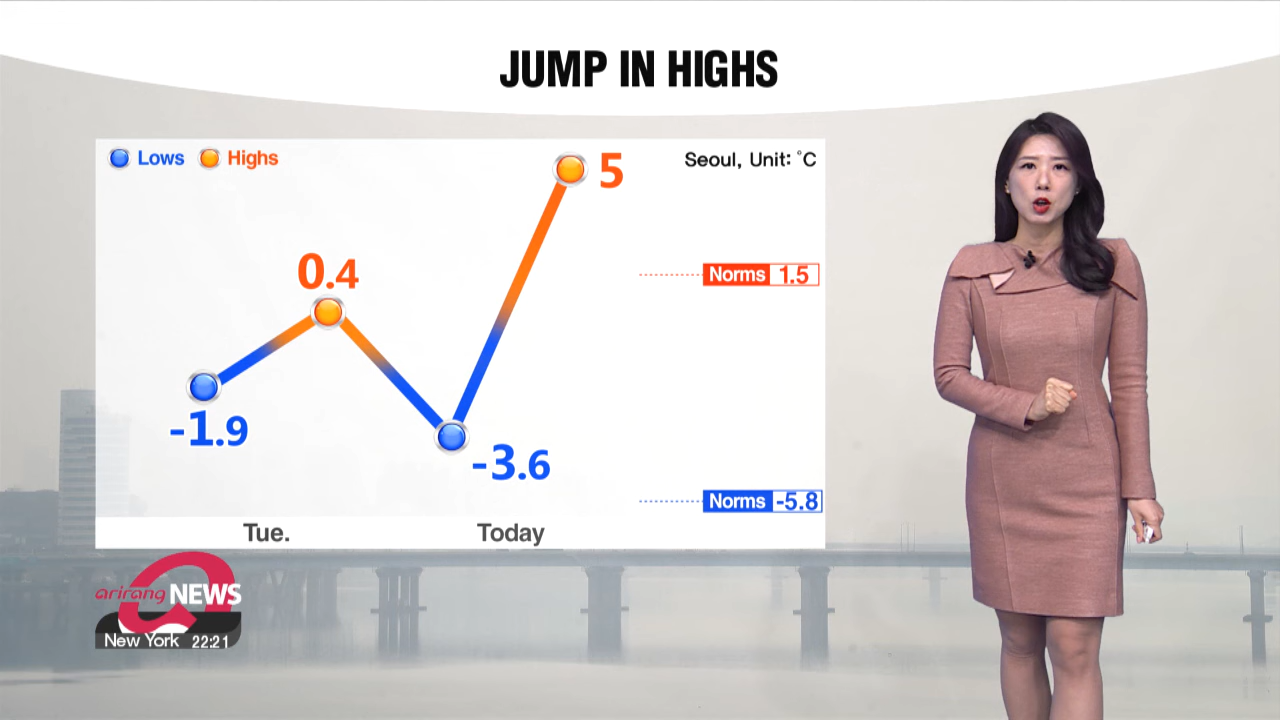 JUMP IN HIGHS
Lows Highs
Seoul, Unit: °C
5
0.4
Norms 1.5
-1.9
-3.6
Norms -5.8
Tue. Today
arirang NEWS
New York 22:21